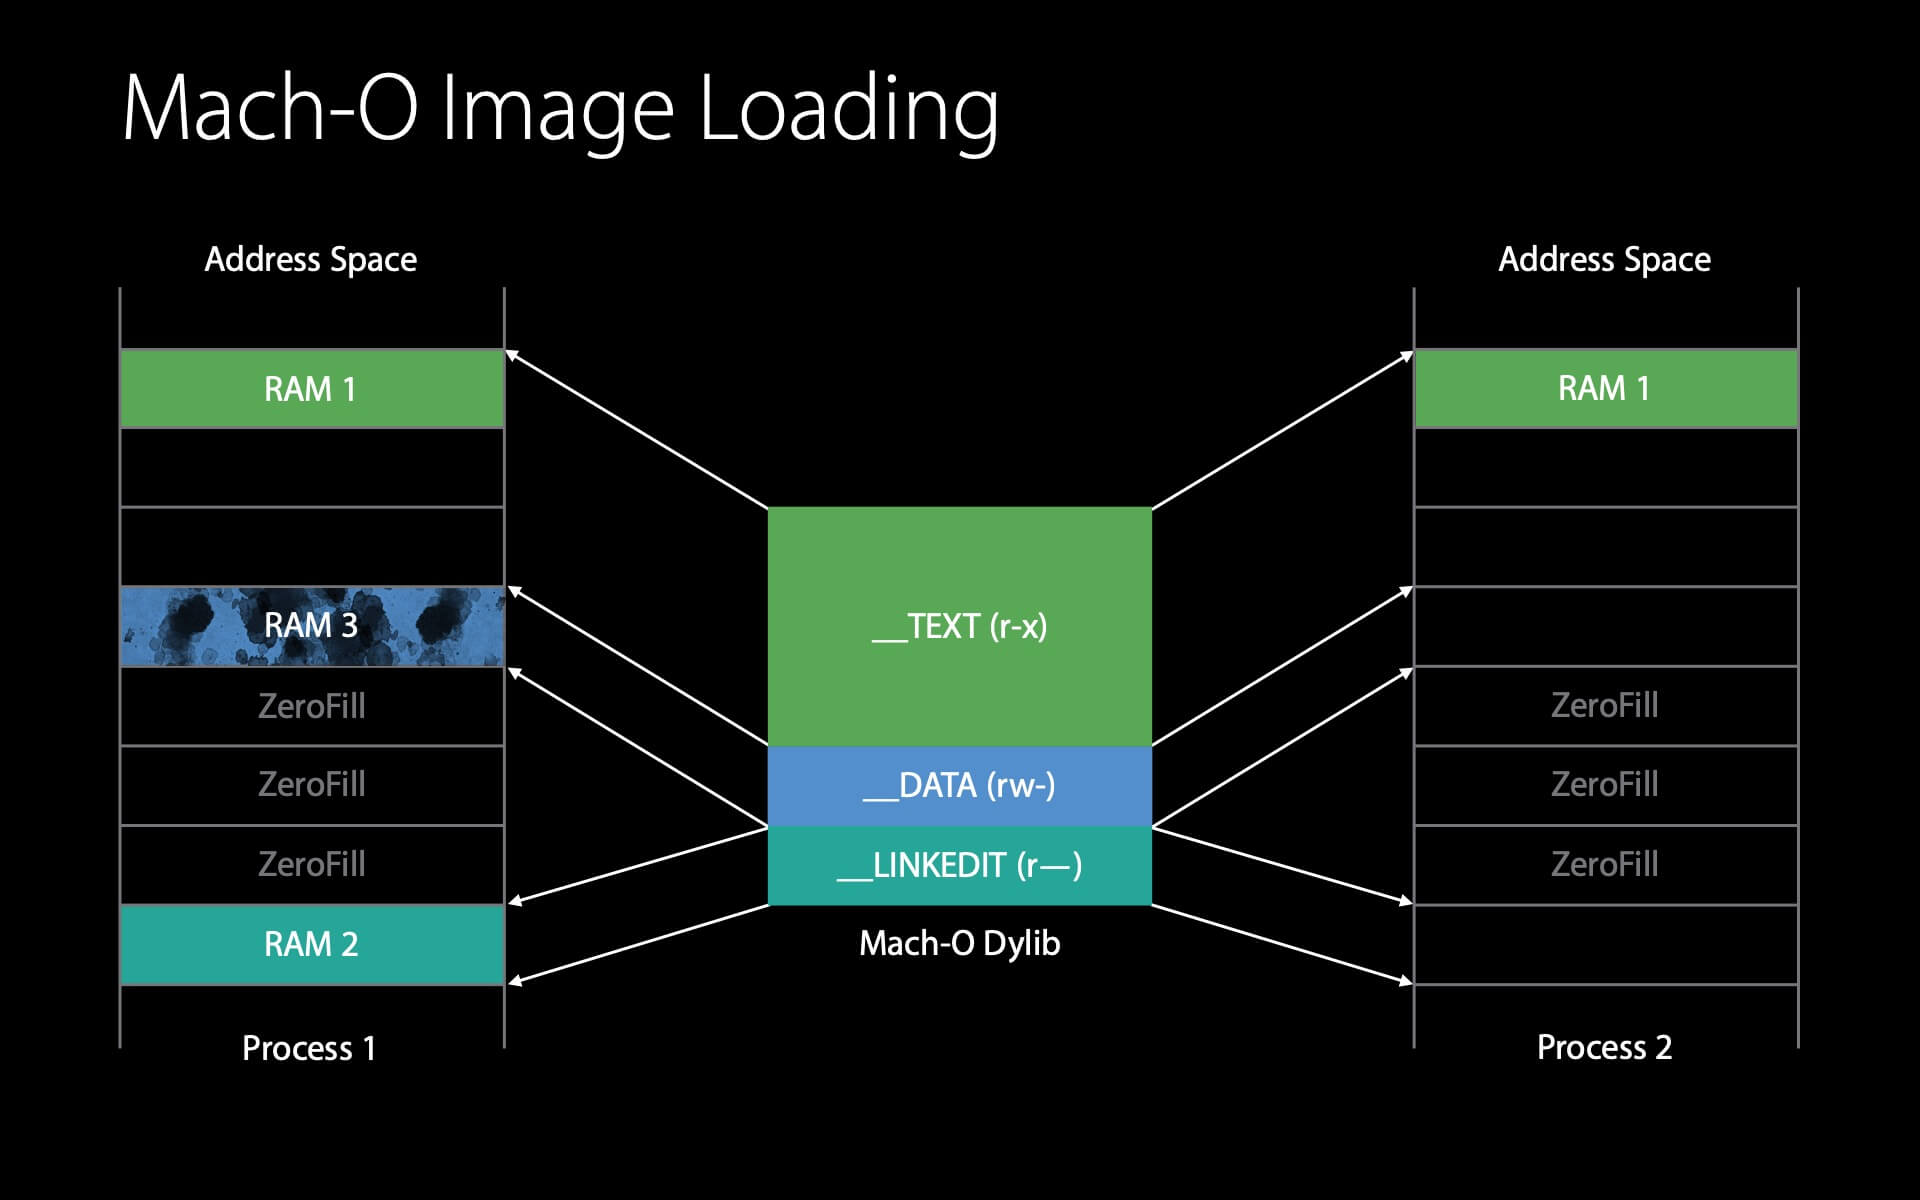 Mach-O Image Loading
Address Space
Address Space
RAM 1
RAM 1
RAM 3
__TEXT (r-x)
ZeroFill
ZeroFill
ZeroFill
__DATA (rw-)
ZeroFill
ZeroFill
__LINKEDIT (r—)
ZeroFill
RAM 2
Mach-O Dylib
Process 1
Process 2